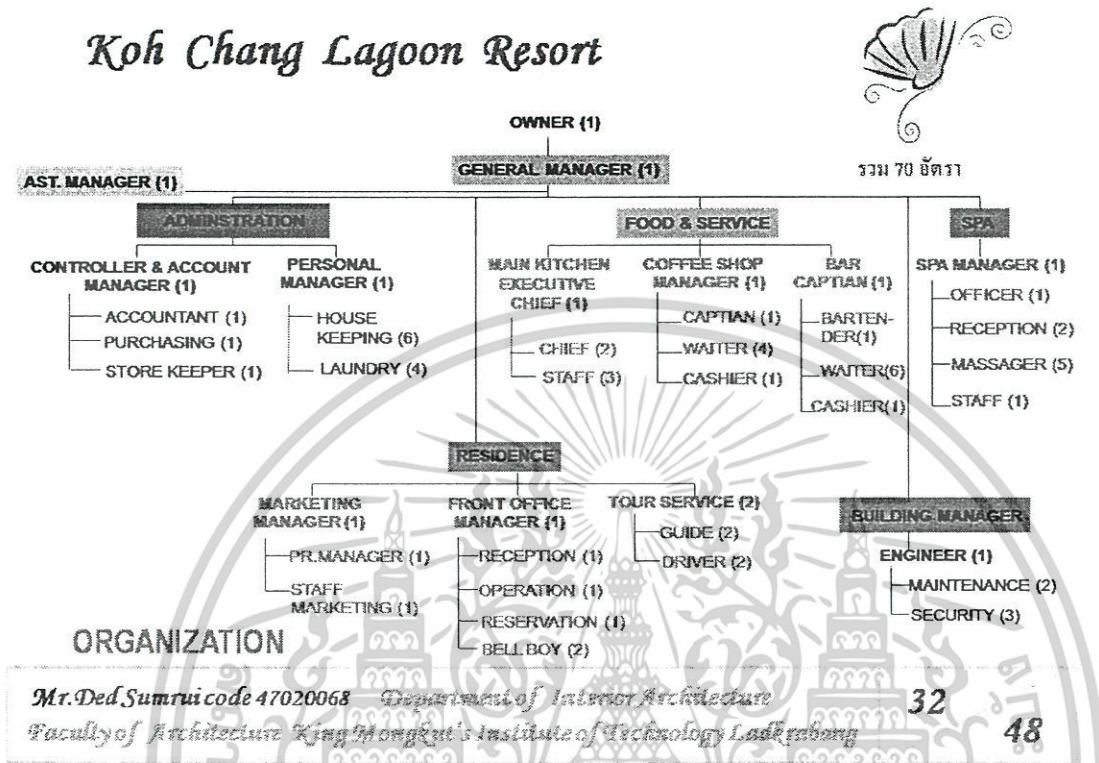 Koh Chang Lagoon Resort
OWNER (1)
GENERAL MANAGER (1)
AST. MANAGER (1)
รวม 70 อัตรา
ADMINSTRATION
CONTROLLER & ACCOUNT
MANAGER (1)
ACCOUNTANT (1)
PURCHASING (1)
STORE KEEPER (1)
PERSONAL
MANAGER (1)
HOUSE
KEEPING (6)
LAUNDRY (4)
FOOD & SERVICE
MAIN KITCHEN
EXECUTIVE
CHIEF (1)
CHIEF (2)
STAFF (3)
COFFEE SHOP
MANAGER (1)
CAPTIAN (1)
WAITER (4)
CASHIER (1)
BAR
CAPTIAN (1)
BARTEN-
DER(1)
WAITER(6)
CASHIER(1)
SPA
SPA MANAGER (1)
OFFICER (1)
RECEPTION (2)
MASSAGER (5)
STAFF (1)
RESIDENCE
MARKETING
MANAGER (1)
PR.MANAGER (1)
STAFF
MARKETING (1)
FRONT OFFICE
MANAGER (1)
RECEPTION (1)
OPERATION (1)
RESERVATION (1)
BELL BOY (2)
TOUR SERVICE (2)
GUIDE (2)
DRIVER (2)
BUILDING MANAGER
ENGINEER (1)
MAINTENANCE (2)
SECURITY (3)
ORGANIZATION
Mr.Ded Sumrui code 47020068 Department of Interior Architecture
Faculty of Architecture King Mongkut's Institute of Technology Ladkrabang
32
48